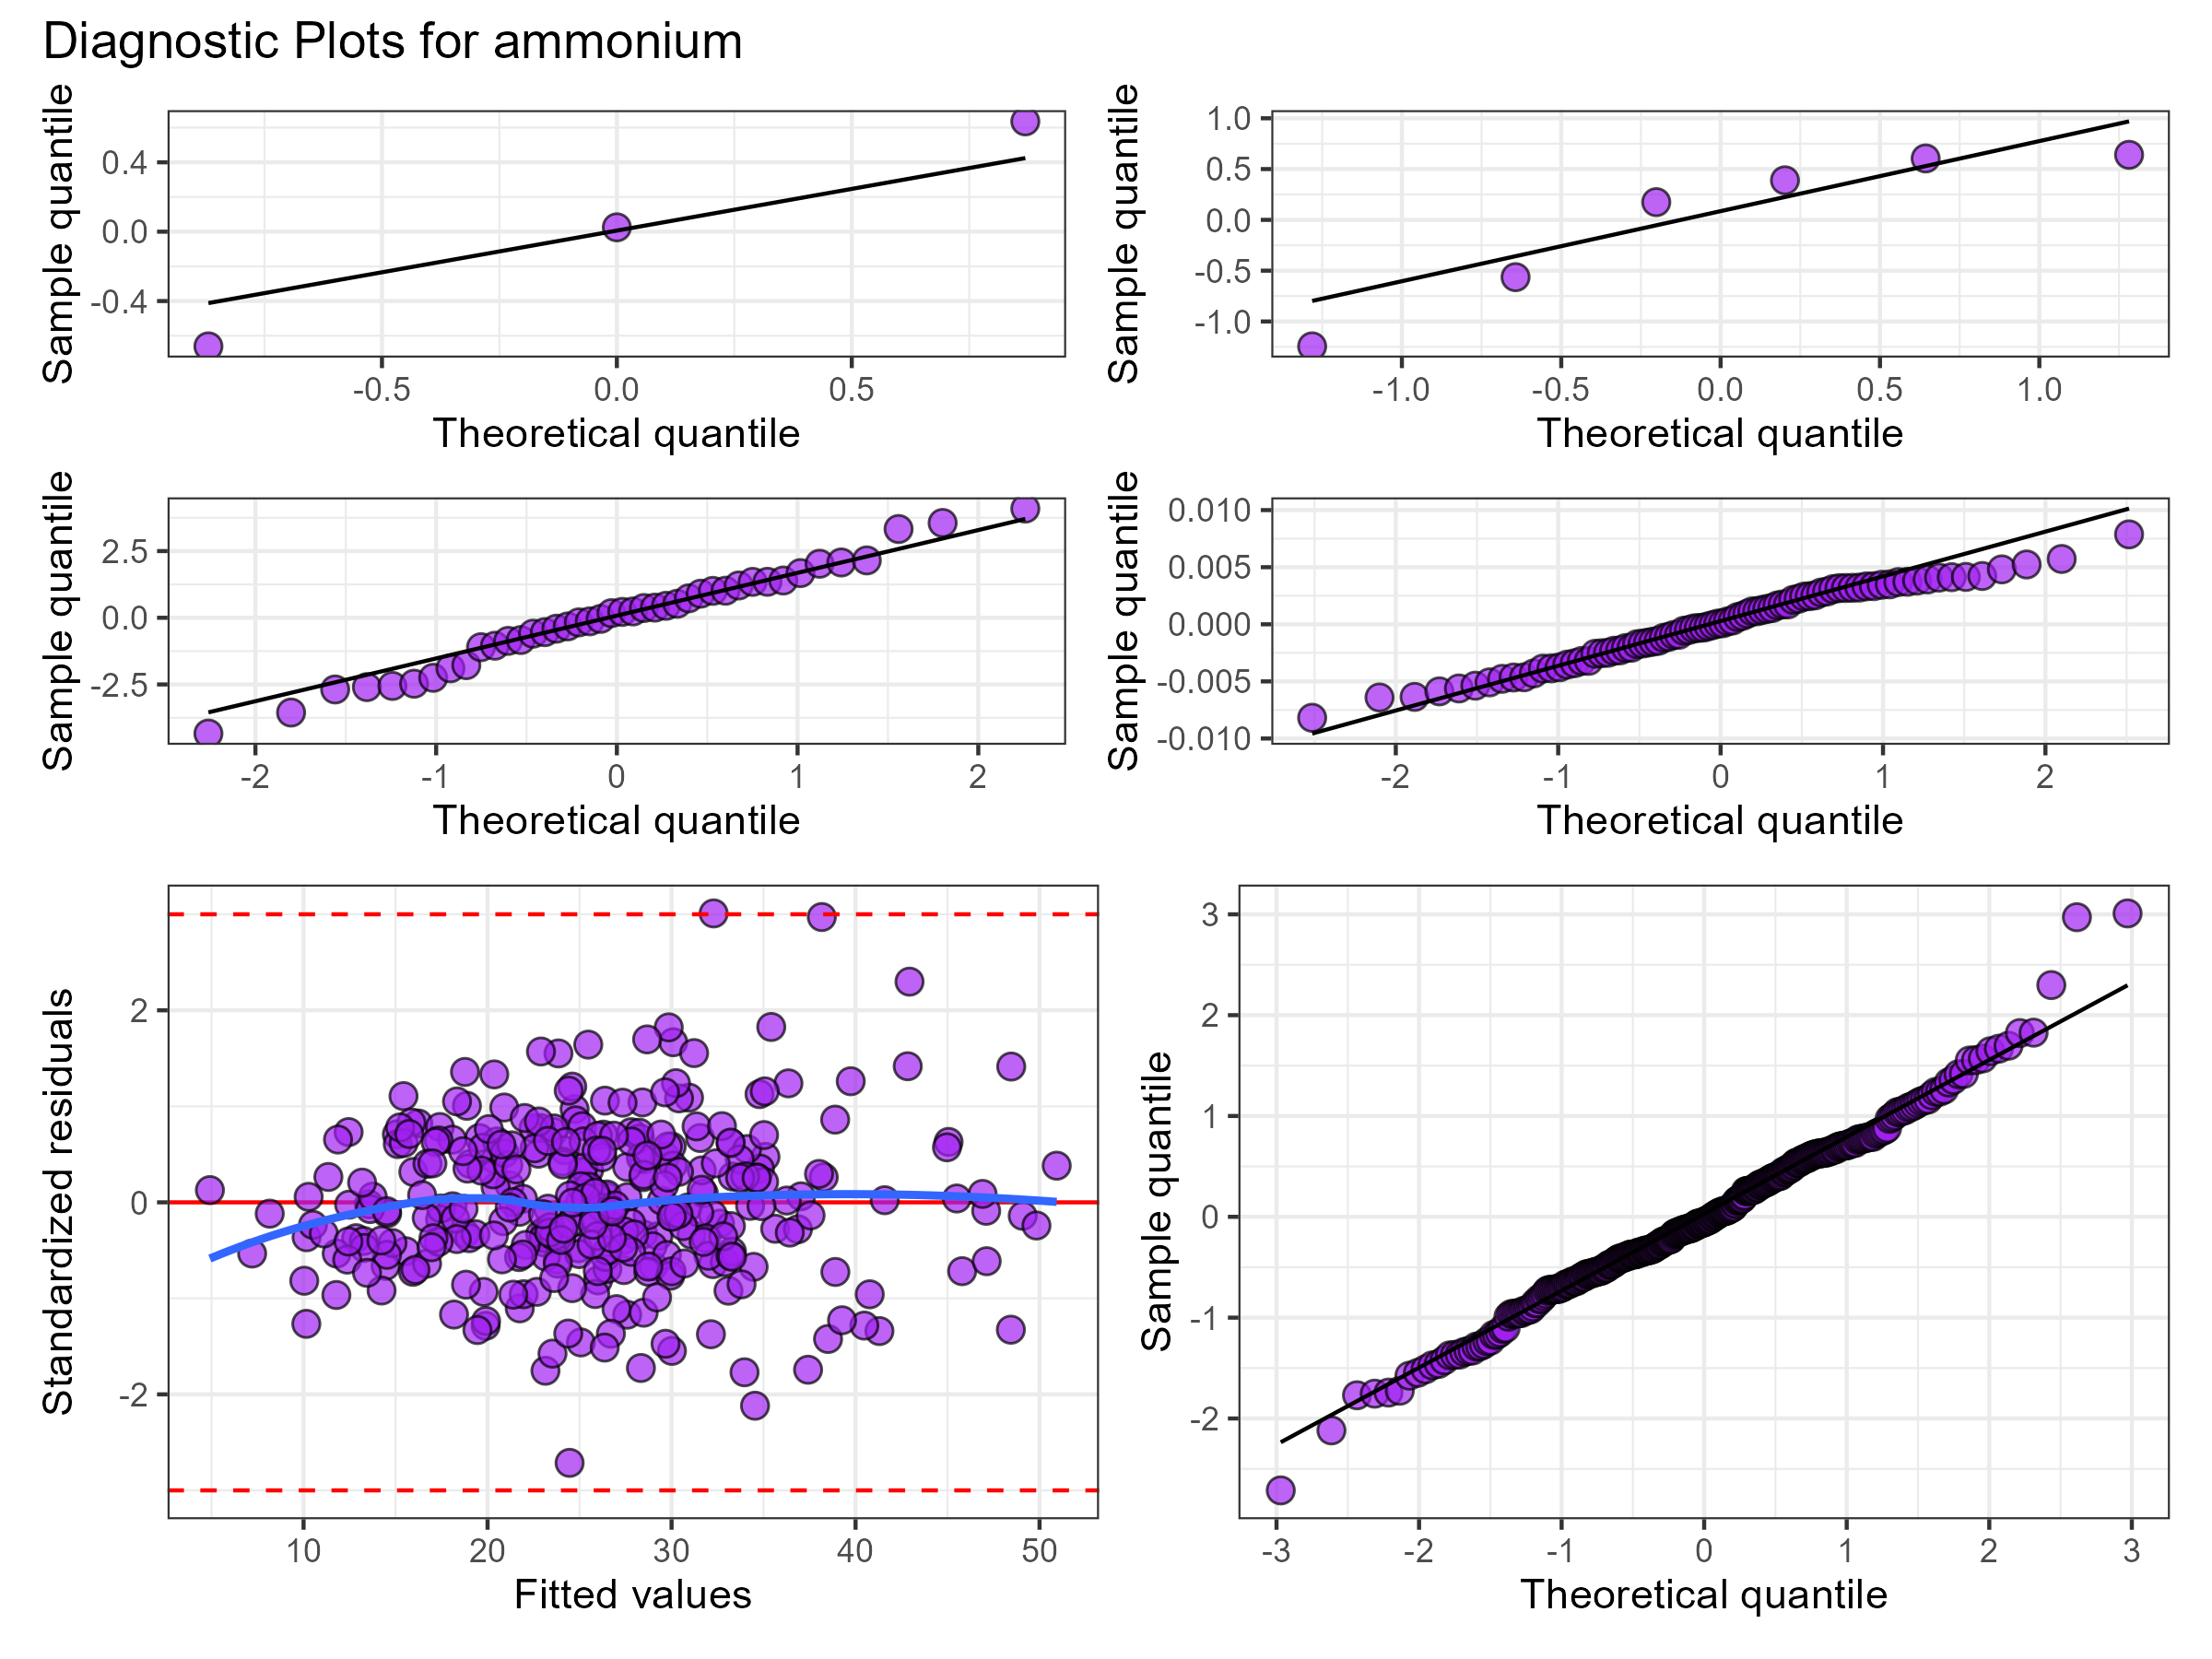 Diagnostic Plots for ammonium
Sample quantile
0.4
0.0
-0.4
-0.5 0.0 0.5
Theoretical quantile
Sample quantile
1.0
0.5
0.0
-0.5
-1.0
-1.0 -0.5 0.0 0.5 1.0
Theoretical quantile
Sample quantile
2.5
0.0
-2.5
-2 -1 0 1 2
Theoretical quantile
Sample quantile
0.010
0.005
0.000
-0.005
-0.010
-2 -1 0 1 2
Theoretical quantile
Standardized residuals
2
0
-2
10 20 30 40 50
Fitted values
Sample quantile
3
2
1
0
-1
-2
-3 -2 -1 0 1 2 3
Theoretical quantile